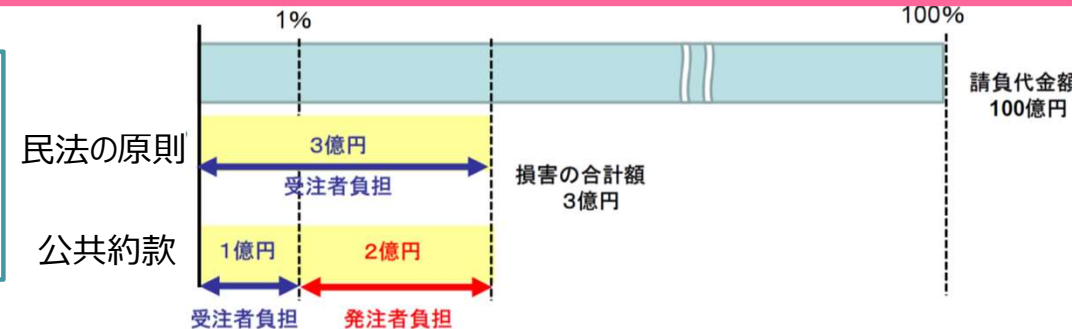 1%
100%
請負代金額
100億円
民法の原則
3億円
受注者負担
損害の合計額
3億円
公共約款
1億円
2億円
受注者負担
発注者負担